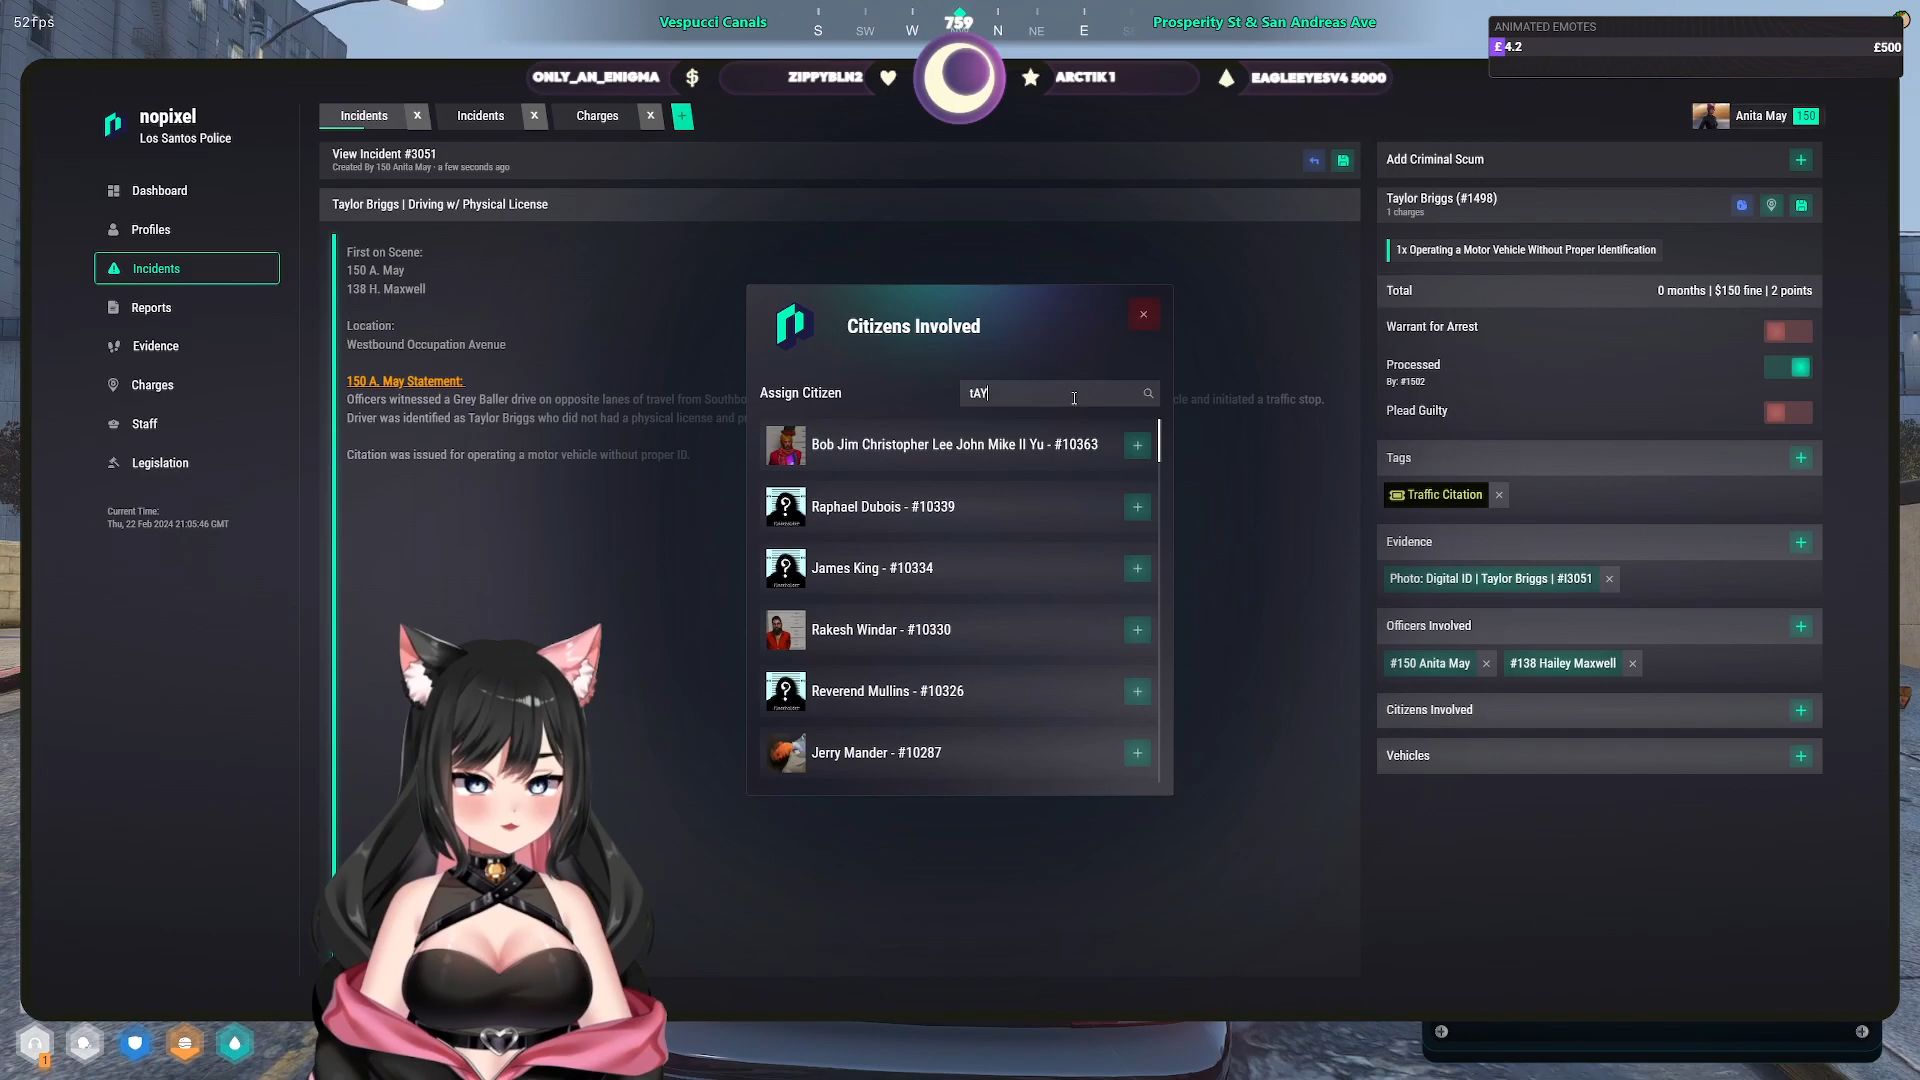 52fps
Vespucci Canals
759
Prosperity St & San Andreas Ave
S SW W N NE E
ANIMATED EMOTES
£4.2 £500
ONLY_AN_ENIGMA ZIPPYBLN2 ARCTIK1 EAGLEEYESV4 5000
nopixel
Los Santos Police
Incidents x Incidents x Charges x +
Anita May 150
View Incident #3051
Created By 150 Anita May - a few seconds ago
Taylor Briggs | Driving w/ Physical License
Dashboard
Profiles
Incidents
Reports
Evidence
Charges
Staff
Legislation
Current Time:
Thu, 22 Feb 2024 21:05:46 GMT
First on Scene:
150 A. May
138 H. Maxwell
Location:
Westbound Occupation Avenue
150 A. May Statement:
Officers witnessed a Grey Baller drive on opposite lanes of travel from cle and initiated a traffic stop.
Driver was identified as Taylor Briggs who did not had a physical license and
Citation was issued for operating a motor vehicle without proper ID.
Citizens Involved
Assign Citizen
tAY
Bob Jim Christopher Lee John Mike II Yu - #10363
Raphael Dubois - #10339
James King - #10334
Rakesh Windar - #10330
Reverend Mullins - #10326
Jerry Mander - #10287
Add Criminal Scum
Taylor Briggs (#1498)
1 charges
1x Operating a Motor Vehicle Without Proper Identification
Total 0 months | $150 fine | 2 points
Warrant for Arrest
Processed
By: #1502
Plead Guilty
Tags
Traffic Citation x
Evidence
Photo: Digital ID | Taylor Briggs | #I3051 x
Officers Involved
#150 Anita May x #138 Hailey Maxwell x
Citizens Involved
Vehicles
1